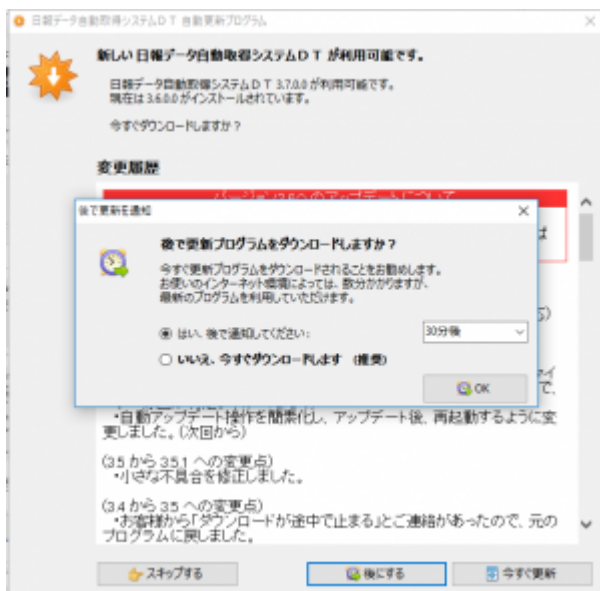 日報データ自動取得システムDT 自動更新プログラム
新しい 日報データ自動取得システムDT が利用可能です。
日報データ自動取得システムDT 3.7.0.0が利用可能です。
現在は 3.6.0.0 がインストールされています。
今すぐダウンロードしますか?
変更履歴
へのアップデートについて
後で更新を通知
後で更新プログラムをダウンロードしますか?
今すぐ更新プログラムをダウンロードされることをお勧めします。
お使いのインターネット環境によっては、数分かかりますが、
最新のプログラムを利用していただけます。
はい、後で通知してください:
30分後
いいえ、今すぐダウンロードします (推奨)
OK
・自動アップデート操作を簡素化し、アップデート後、再起動するように変
更しました。(次回から)
(3.5 から 3.5.1 への変更点)
・小さな不具合を修正しました。
(3.4 から 3.5 への変更点)
・お客様から「ダウンロードが途中で止まる」とご連絡があったので、元の
プログラムに戻しました。
スキップする
後にする
今すぐ更新